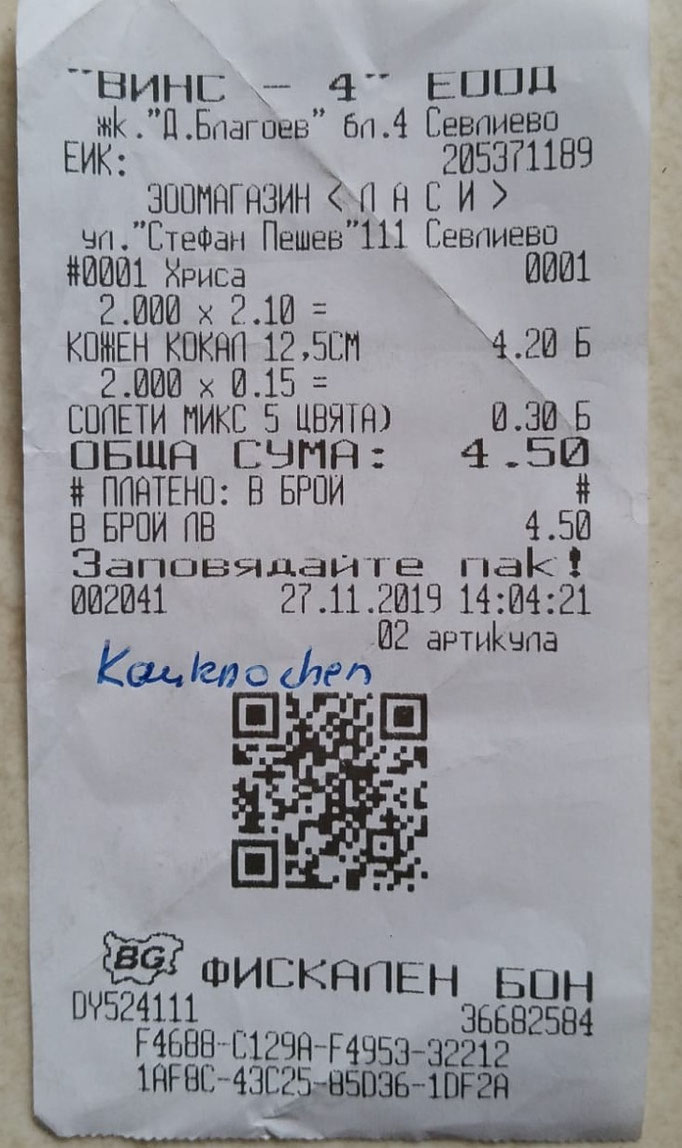 "ВИНС - 4" ЕООД
жк."Д.Благоев" бл.4 Севлиево
ЕИК: 205371189
ЗООМАГАЗИН <Л А С И>
ул."Стефан Пешев"111 Севлиево
#0001 Хриса 0001
2.000 x 2.10 =
КОЖЕН КОКАЛ 12,5СМ 4.20 Б
2.000 x 0.15 =
СОЛЕТИ МИКС 5 ЦВЯТА) 0.30 Б
ОБЩА СУМА: 4.50
# ПЛАТЕНО: В БРОЙ #
В БРОЙ ЛВ 4.50
Заповядайте пак!
002041 27.11.2019 14:04:21
02 артикула
Kauknochen
BG ФИСКАЛЕН БОН
DY524111 36682584
F4688-C129A-F4953-32212
1AF8C-43C25-85D36-1DF2A